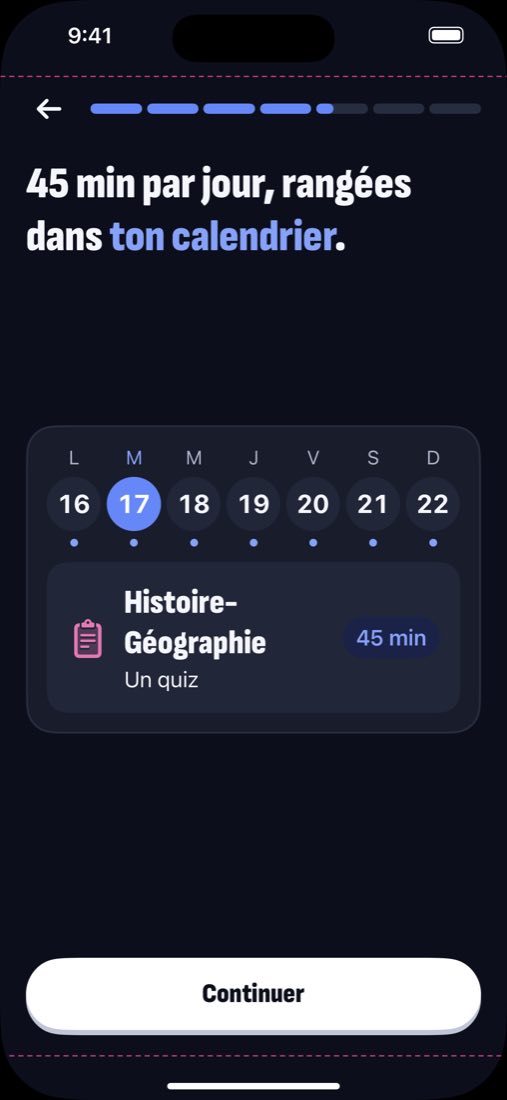 9:41
45 min par jour, rangées
dans ton calendrier.
L M M J V S D
16 17 18 19 20 21 22
Histoire-
Géographie
45 min
Un quiz
Continuer